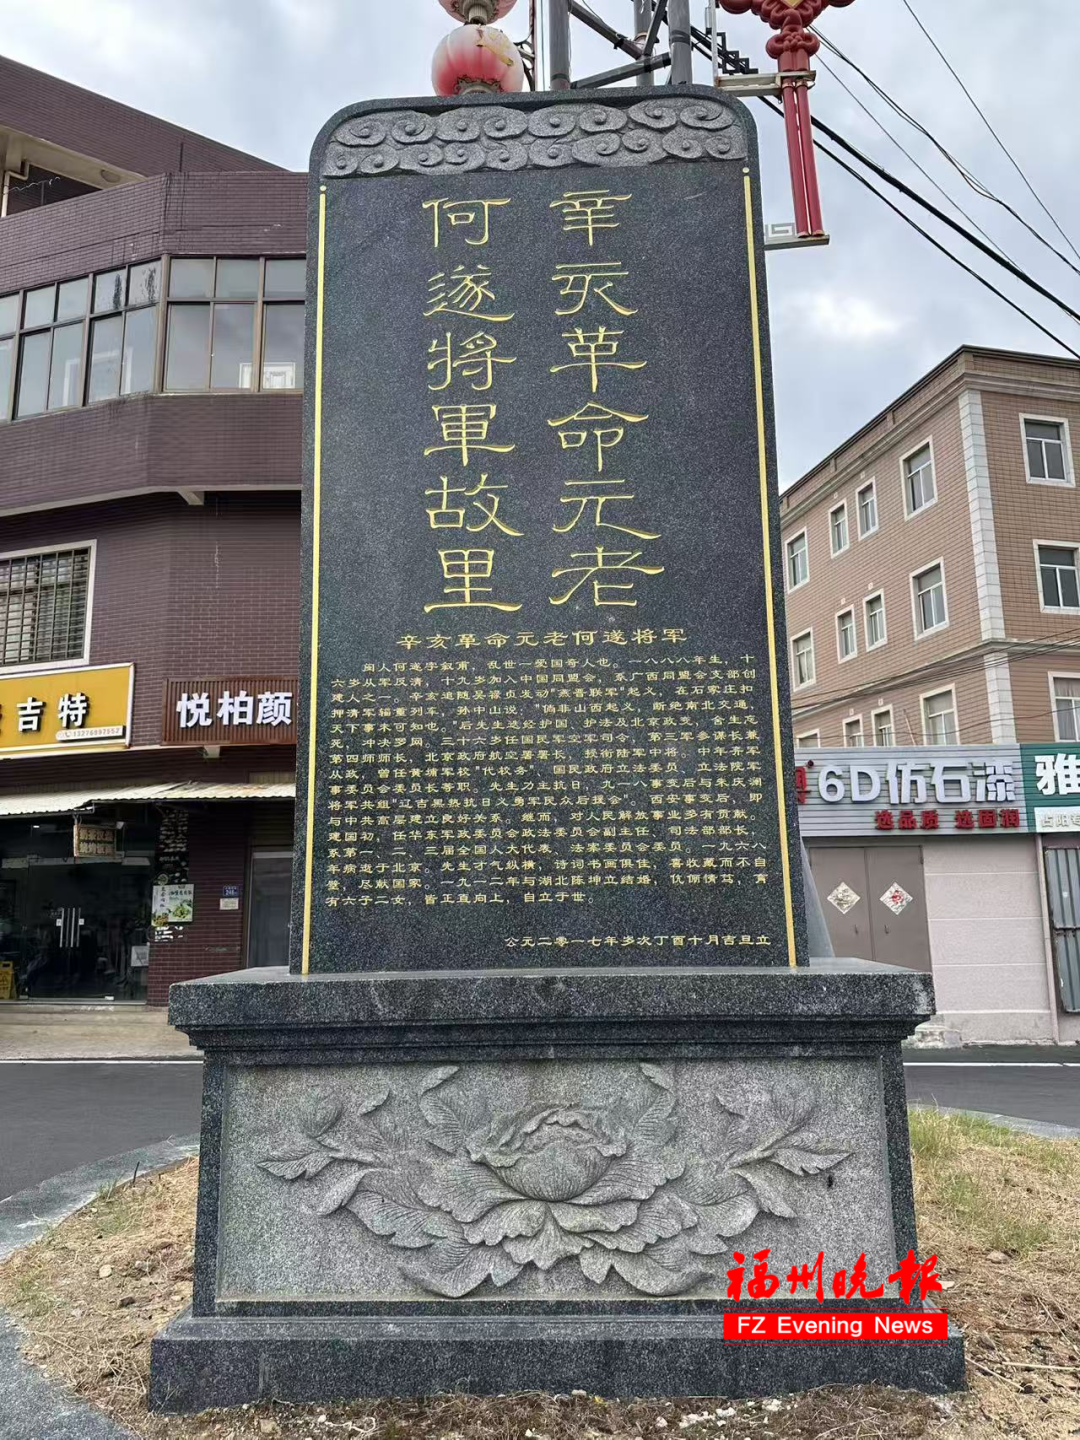 辛亥革命元老
何遂將軍故里
辛亥革命元老何遂将军
闽人何遂字叙甫，乱世一爱国奇人也。一八八八年生，十
六岁从军反清，十九岁加入中国同盟会，系广西同盟会支部创
建人之一。辛亥追随吴禄贞发动“燕晋联军”起义，在石家庄扣
押清军辎重列车，孙中山说，“倘非山西起义，断绝南北交通，
天下事未可知也。”后先生迭经护国、护法及北京政变，舍生忘
死，冲决罗网。三十六岁任国民军空军司令、第三军参谋长兼
第四师师长，北京政府航空署署长，授衔陆军中将。中年弃军
从政，曾任黄埔军校“代校务”，国民政府立法委员、立法院军
事委员会委员长等职。先生力主抗日，九一八事变后与朱庆澜
将军共组“辽吉黑热抗日义勇军民众后援会”。西安事变后，即
与中共高层建立良好关系，继而，对人民解放事业多有贡献。
建国初，任华东军政委员会政法委员会副主任、司法部部长，
系第一、二、三届全国人大代表、法案委员会委员。一九六八
年病逝于北京。先生才气纵横，诗词书画俱佳，喜收藏而不自
叠，尽献国家。一九一二年与湖北陈坤立结婚，伉俪情笃，育
有六子二女，皆正直向上，自立于世。
公元二零一七年岁次丁酉十月吉旦立
吉特
13276997557
悦柏颜
6D仿石漆
选品质 选面润
雅
福州晚报
FZ Evening News